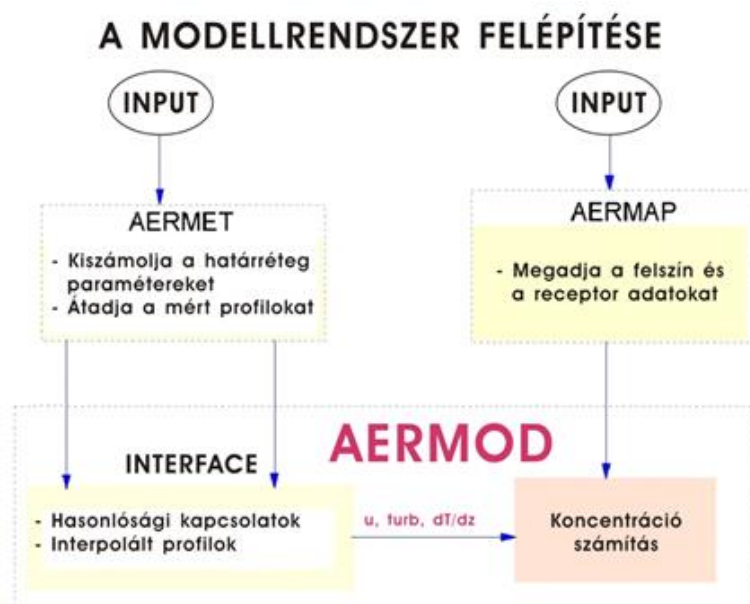 A MODELLRENDSZER FELÉPÍTÉSE
INPUT
INPUT
AERMET
- Kiszámolja a határréteg
paramétereket
- Átadja a mért profilokat
AERMAP
- Megadja a felszín és
a receptor adatokat
AERMOD
INTERFACE
- Hasonlósági kapcsolatok
- Interpolált profilok
u, turb, dT/dz
Koncentráció
számítás